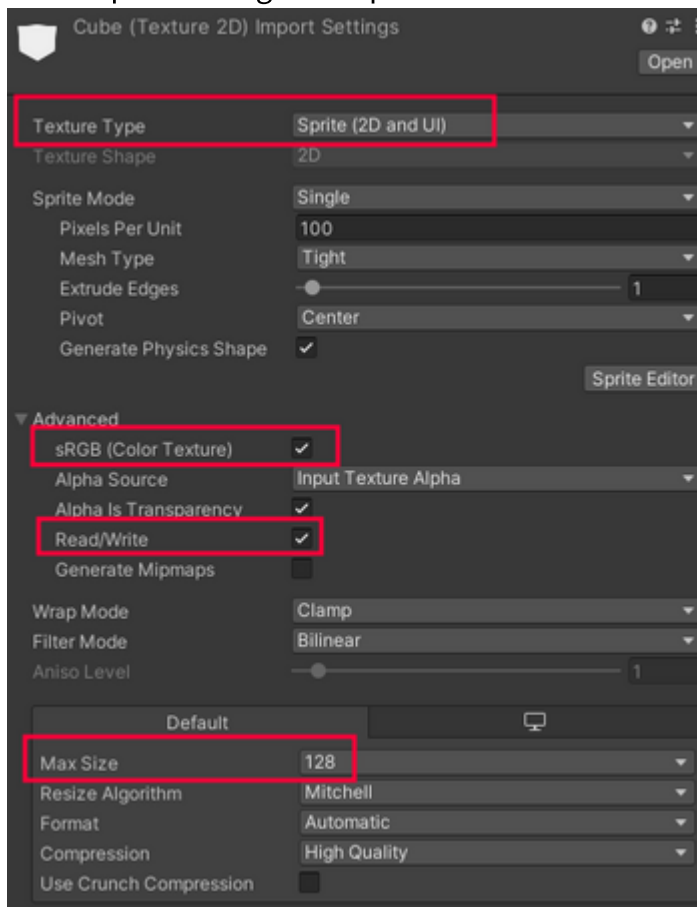 Cube (Texture 2D) Import Settings
Open
Texture Type Sprite (2D and UI)
Texture Shape 2D
Sprite Mode Single
Pixels Per Unit 100
Mesh Type Tight
Extrude Edges 1
Pivot Center
Generate Physics Shape
Sprite Editor
Advanced
sRGB (Color Texture)
Alpha Source Input Texture Alpha
Alpha Is Transparency
Read/Write
Generate Mipmaps
Wrap Mode Clamp
Filter Mode Bilinear
Aniso Level 1
Default
Max Size 128
Resize Algorithm Mitchell
Format Automatic
Compression High Quality
Use Crunch Compression